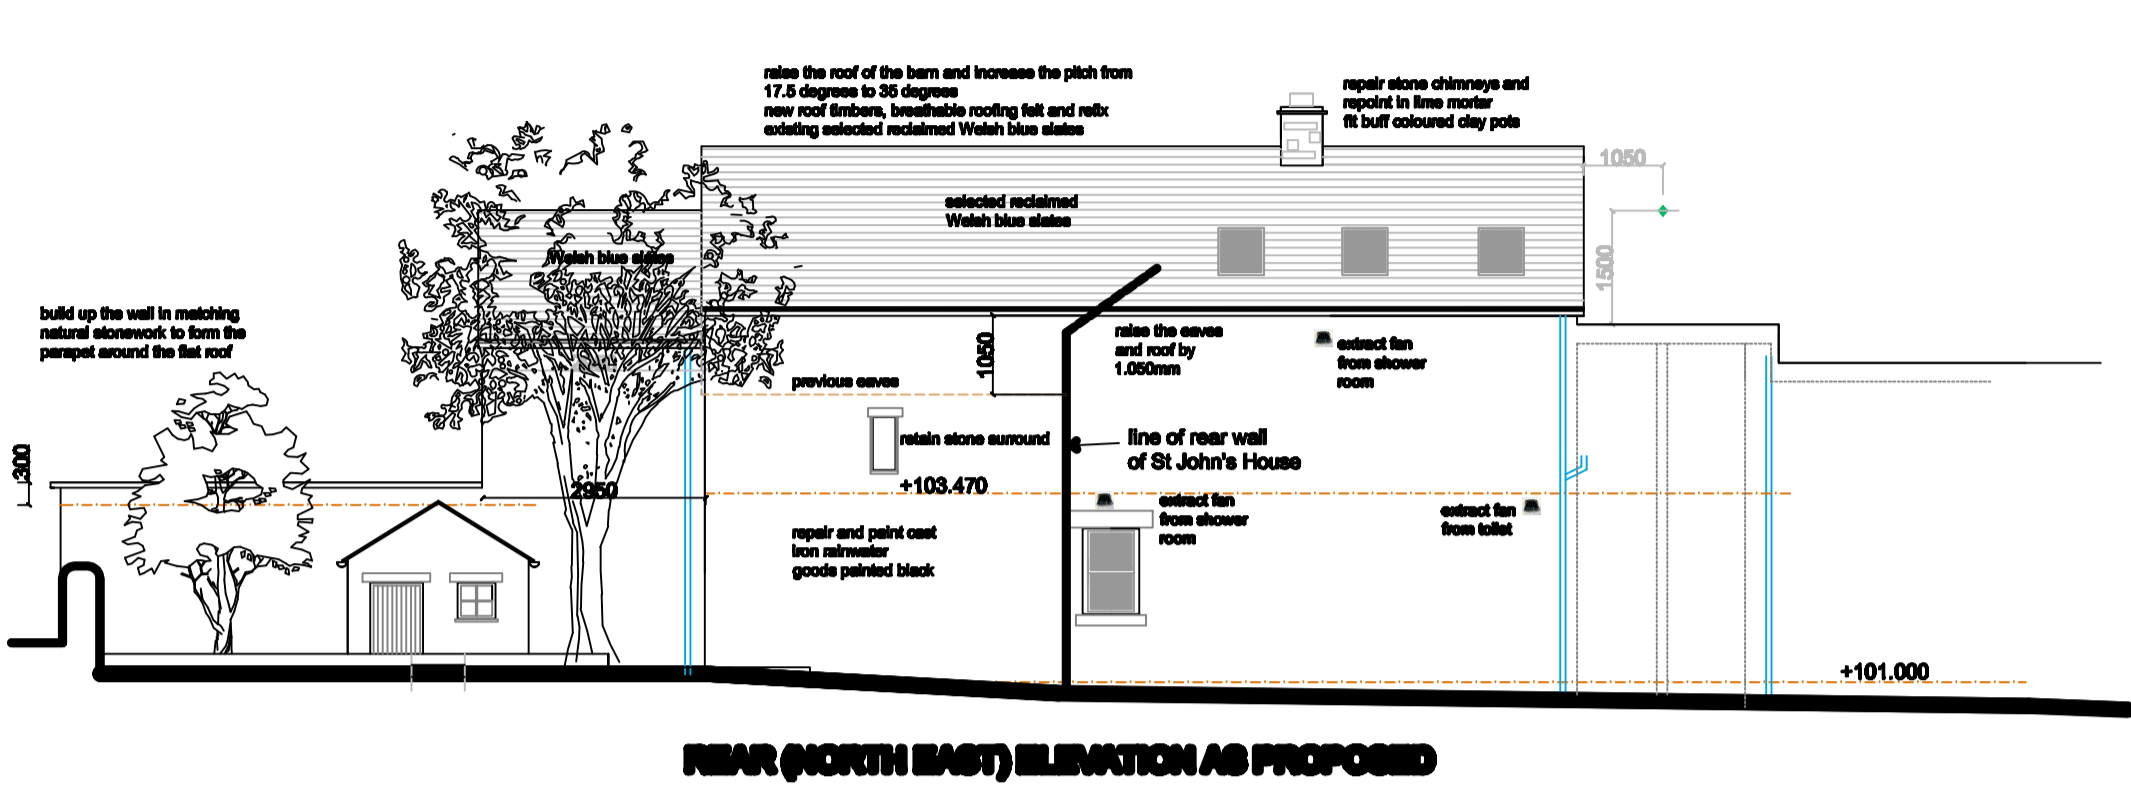 raise the roof of the barn and increase the pitch from
17.5 degrees to 35 degrees
new roof timbers, breathable roofing felt and refix
existing selected reclaimed Welsh blue slates
repair stone chimneys and
repoint in lime mortar
fit buff coloured clay pots
1050
selected reclaimed
Welsh blue slates
Welsh blue slates
1500
build up the wall in matching
natural stonework to form the
parapet around the flat roof
1050
raise the eaves
and roof by
1.050mm
extract fan
from shower
room
previous eaves
retain stone surround
line of rear wall
of St John's House
300
2950
+103.470
extract fan
from shower
room
extract fan
from toilet
repair and paint cast
iron rainwater
goods painted black
+101.000
REAR (NORTH EAST) ELEVATION AS PROPOSED